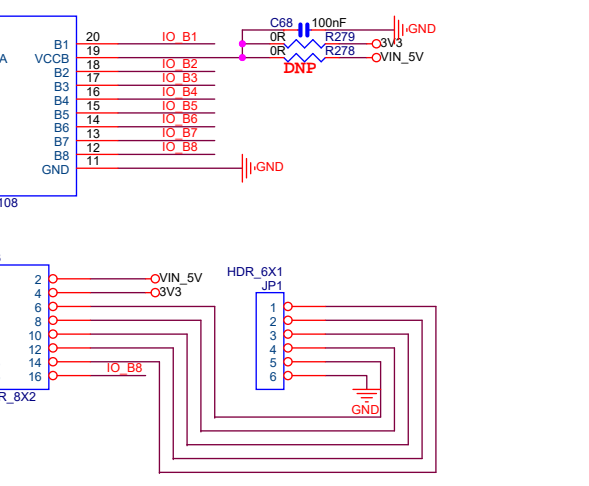 C68 100nF GND
B1 20 IO_B1 0R R279 3V3
A VCCB 19 0R R278 VIN_5V
B2 18 IO_B2 DNP
B3 17 IO_B3
B4 16 IO_B4
B5 15 IO_B5
B6 14 IO_B6
B7 13 IO_B7
B8 12 IO_B8
GND 11 GND
108
2 VIN_5V
4 3V3
6
8
10
12
14
16 IO_B8
R_8X2
HDR_6X1
JP1
1
2
3
4
5
6
GND